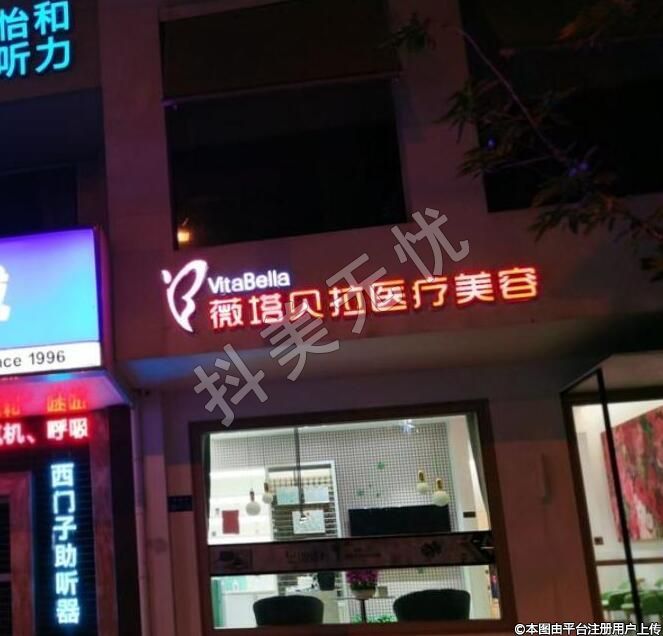 怡和
听力
VitaBella
薇塔贝拉医疗美容
抖美无忧
nce 1996
机、呼吸
西门子助听器
©本图由平台注册用户上传